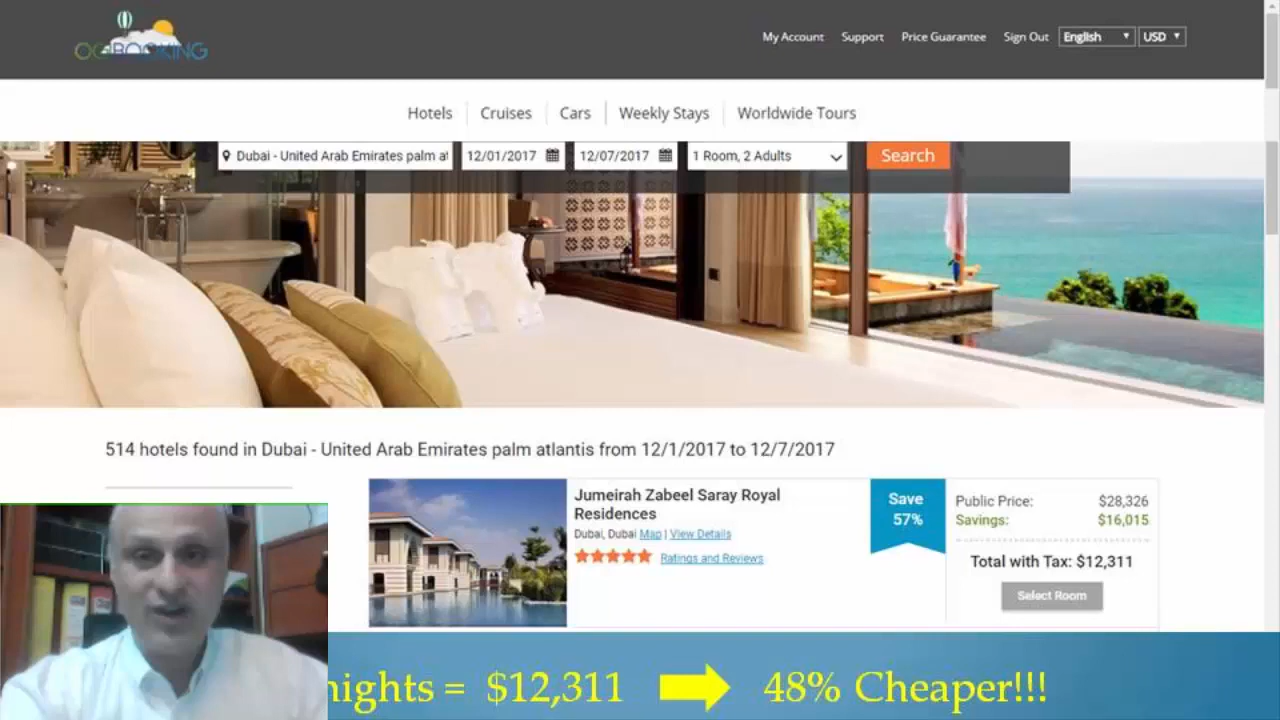 OGBOOKING
My Account Support Price Guarantee Sign Out English USD
Hotels Cruises Cars Weekly Stays Worldwide Tours
Dubai - United Arab Emirates palm at 12/01/2017 12/07/2017 1 Room, 2 Adults Search
514 hotels found in Dubai - United Arab Emirates palm atlantis from 12/1/2017 to 12/7/2017
Jumeirah Zabeel Saray Royal
Residences
Dubai, Dubai Map | View Details
Ratings and Reviews
Save
57%
Public Price: $28,326
Savings: $16,015
Total with Tax: $12,311
Select Room
nights = $12,311 48% Cheaper!!!